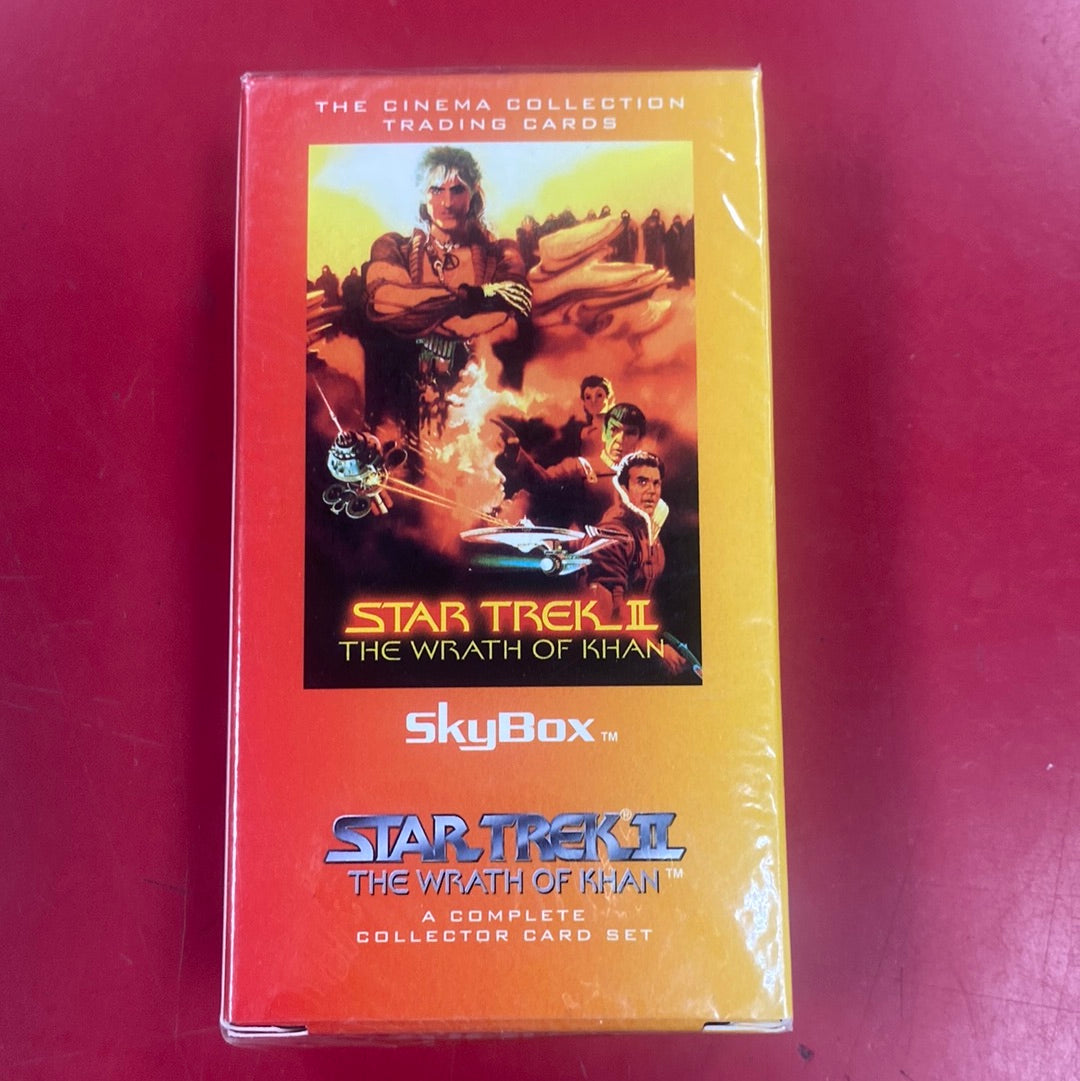 THE CINEMA COLLECTION
TRADING CARDS
STAR TREK II
THE WRATH OF KHAN
SkyBox™
STAR TREK® II
THE WRATH OF KHAN™
A COMPLETE
COLLECTOR CARD SET